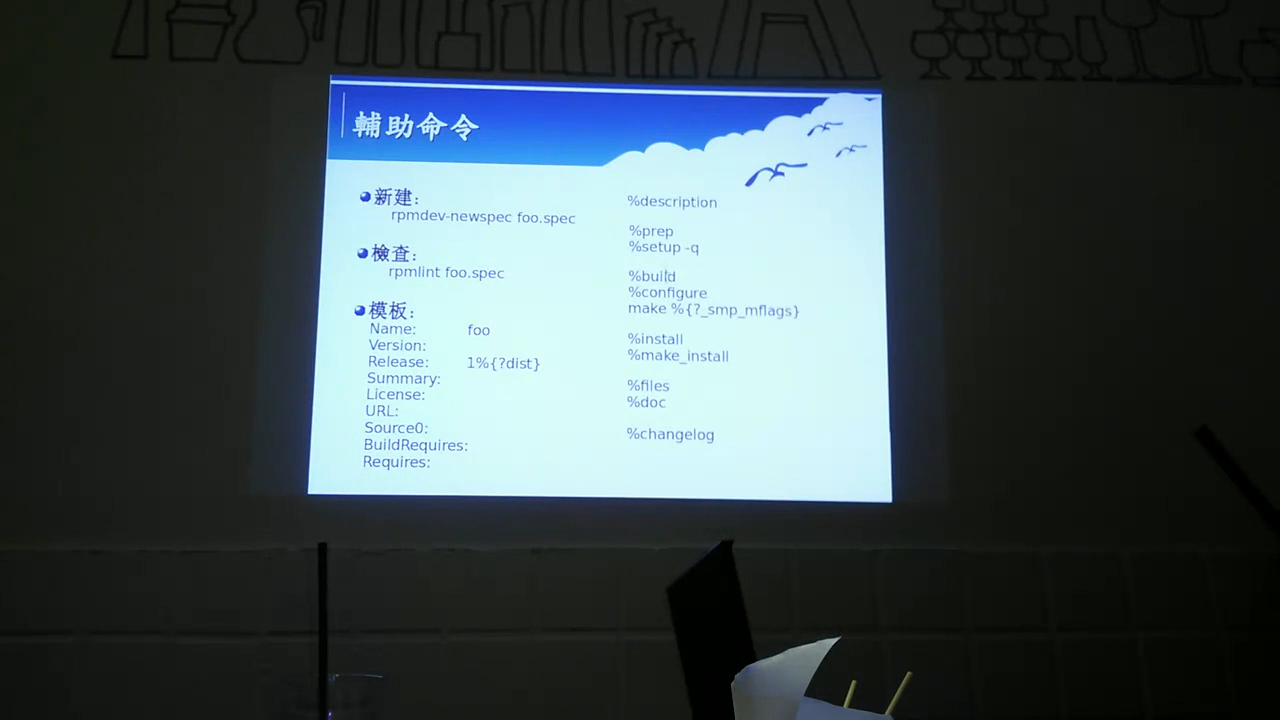 輔助命令
新建:
rpmdev-newspec foo.spec
檢查:
rpmlint foo.spec
模板:
Name: foo
Version:
Release: 1%{?dist}
Summary:
License:
URL:
Source0:
BuildRequires:
Requires:
%description
%prep
%setup -q
%build
%configure
make %{?_smp_mflags}
%install
%make_install
%files
%doc
%changelog